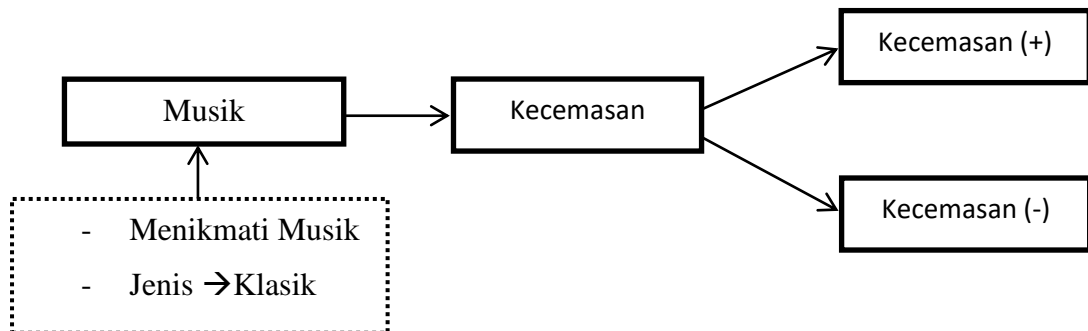 Kecemasan (+)
Musik
Kecemasan
Kecemasan (-)
- Menikmati Musik
- Jenis →Klasik